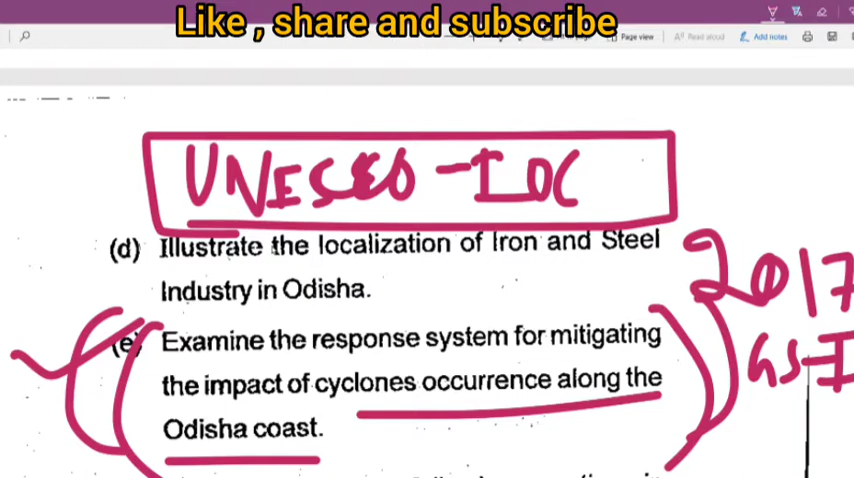 Like , share and subscribe
Page view
Read aloud
Add notes
UNESCO - IOC
(d) Illustrate the localization of Iron and Steel
Industry in Odisha.
2017
(e) Examine the response system for mitigating
GS-I
the impact of cyclones occurrence along the
Odisha coast.